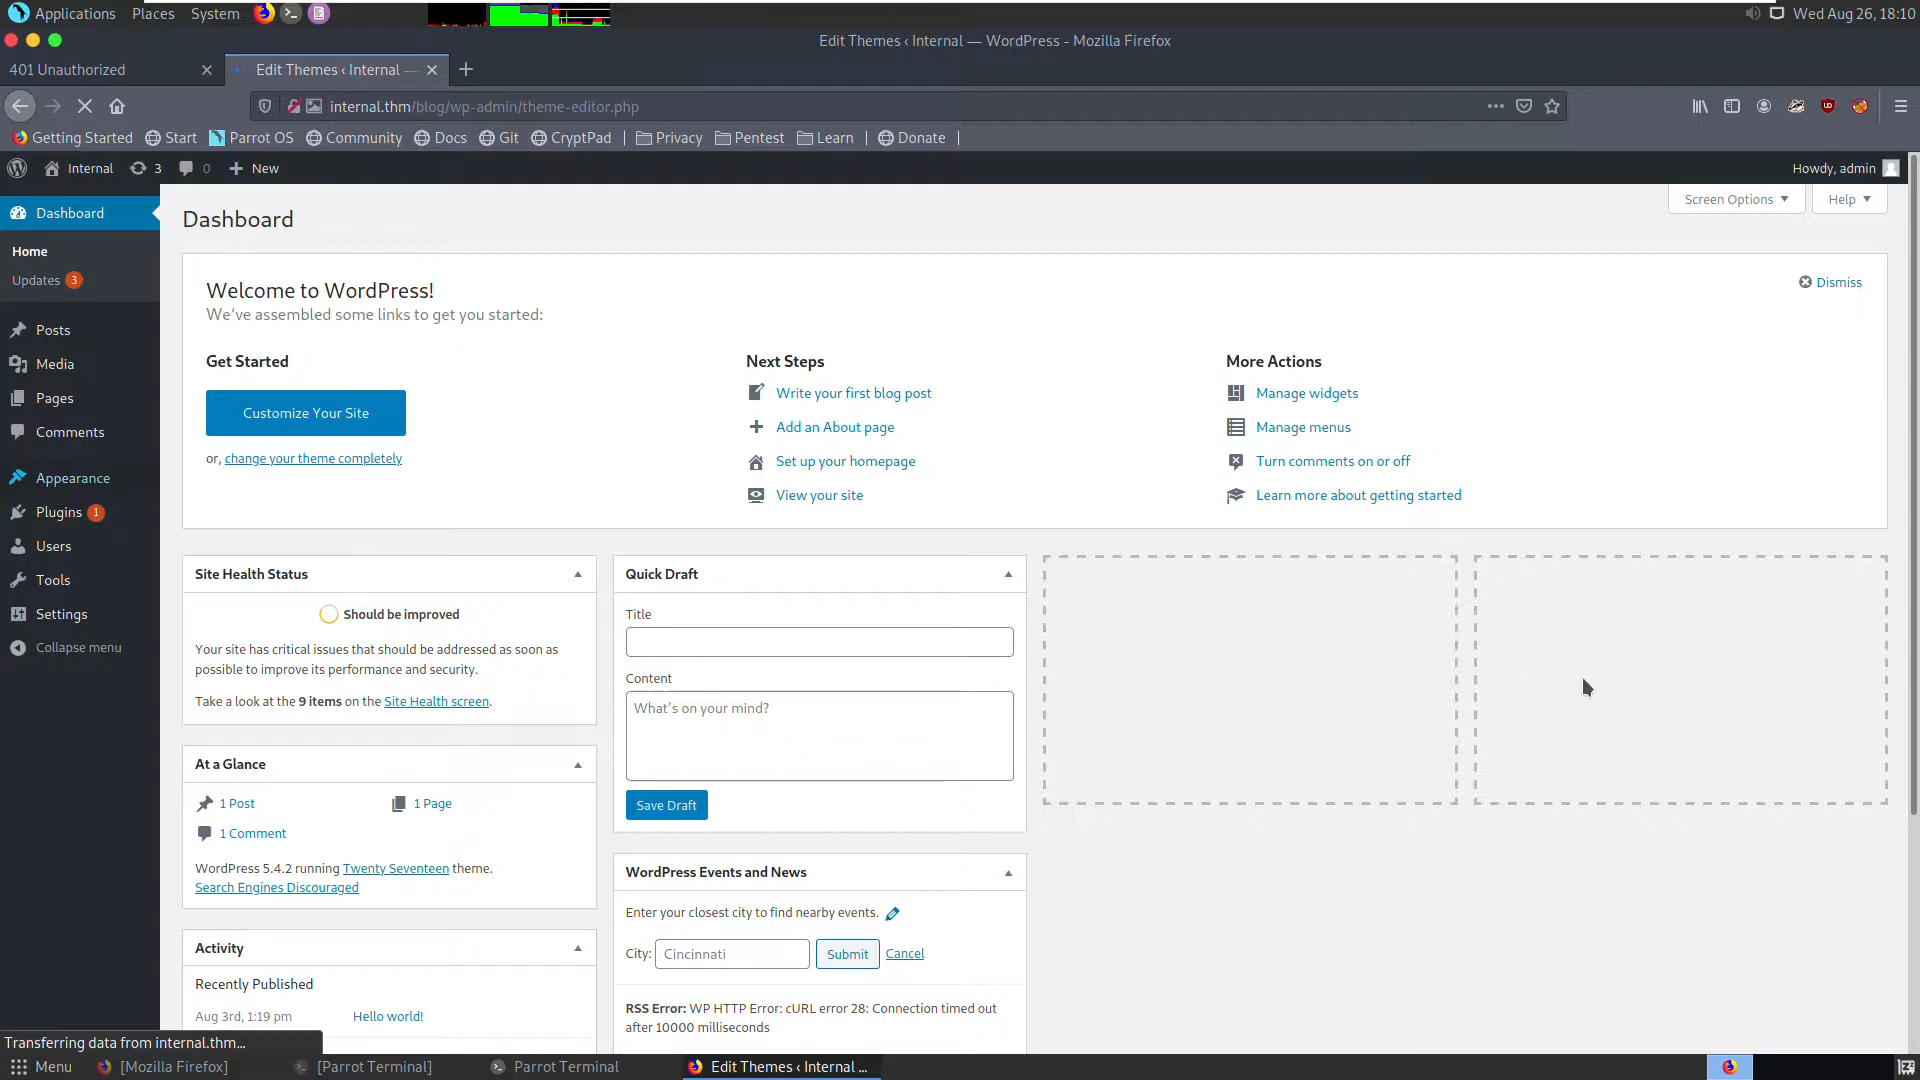 Applications Places System
Wed Aug 26, 18:10
Edit Themes ‹ Internal — WordPress - Mozilla Firefox
401 Unauthorized
Edit Themes ‹ Internal —
internal.thm/blog/wp-admin/theme-editor.php
Getting Started Start Parrot OS Community Docs Git CryptPad Privacy Pentest Learn Donate
Internal 3 0 New
Howdy, admin
Dashboard
Home
Updates 3
Posts
Media
Pages
Comments
Appearance
Plugins 1
Users
Tools
Settings
Collapse menu
Dashboard
Screen Options
Help
Welcome to WordPress!
We've assembled some links to get you started:
Dismiss
Get Started
Customize Your Site
or, change your theme completely
Next Steps
Write your first blog post
Add an About page
Set up your homepage
View your site
More Actions
Manage widgets
Manage menus
Turn comments on or off
Learn more about getting started
Site Health Status
Should be improved
Your site has critical issues that should be addressed as soon as
possible to improve its performance and security.
Take a look at the 9 items on the Site Health screen.
At a Glance
1 Post
1 Page
1 Comment
WordPress 5.4.2 running Twenty Seventeen theme.
Search Engines Discouraged
Activity
Recently Published
Aug 3rd, 1:19 pm Hello world!
Quick Draft
Title
Content
What's on your mind?
Save Draft
WordPress Events and News
Enter your closest city to find nearby events.
City: Cincinnati Submit Cancel
RSS Error: WP HTTP Error: cURL error 28: Connection timed out
after 10000 milliseconds
Transferring data from internal.thm...
Menu [Mozilla Firefox] [Parrot Terminal] Parrot Terminal Edit Themes ‹ Internal ...